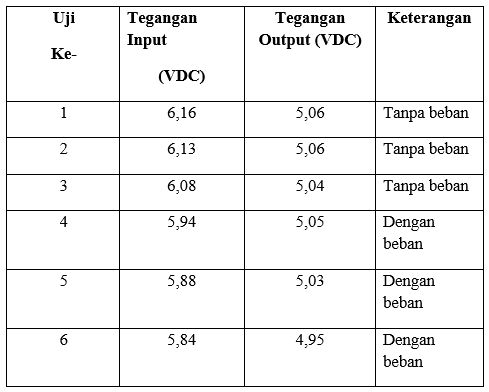 Uji
Ke-
Tegangan
Input
(VDC)
Tegangan
Output (VDC)
Keterangan
1
6,16
5,06
Tanpa beban
2
6,13
5,06
Tanpa beban
3
6,08
5,04
Tanpa beban
4
5,94
5,05
Dengan
beban
5
5,88
5,03
Dengan
beban
6
5,84
4,95
Dengan
beban